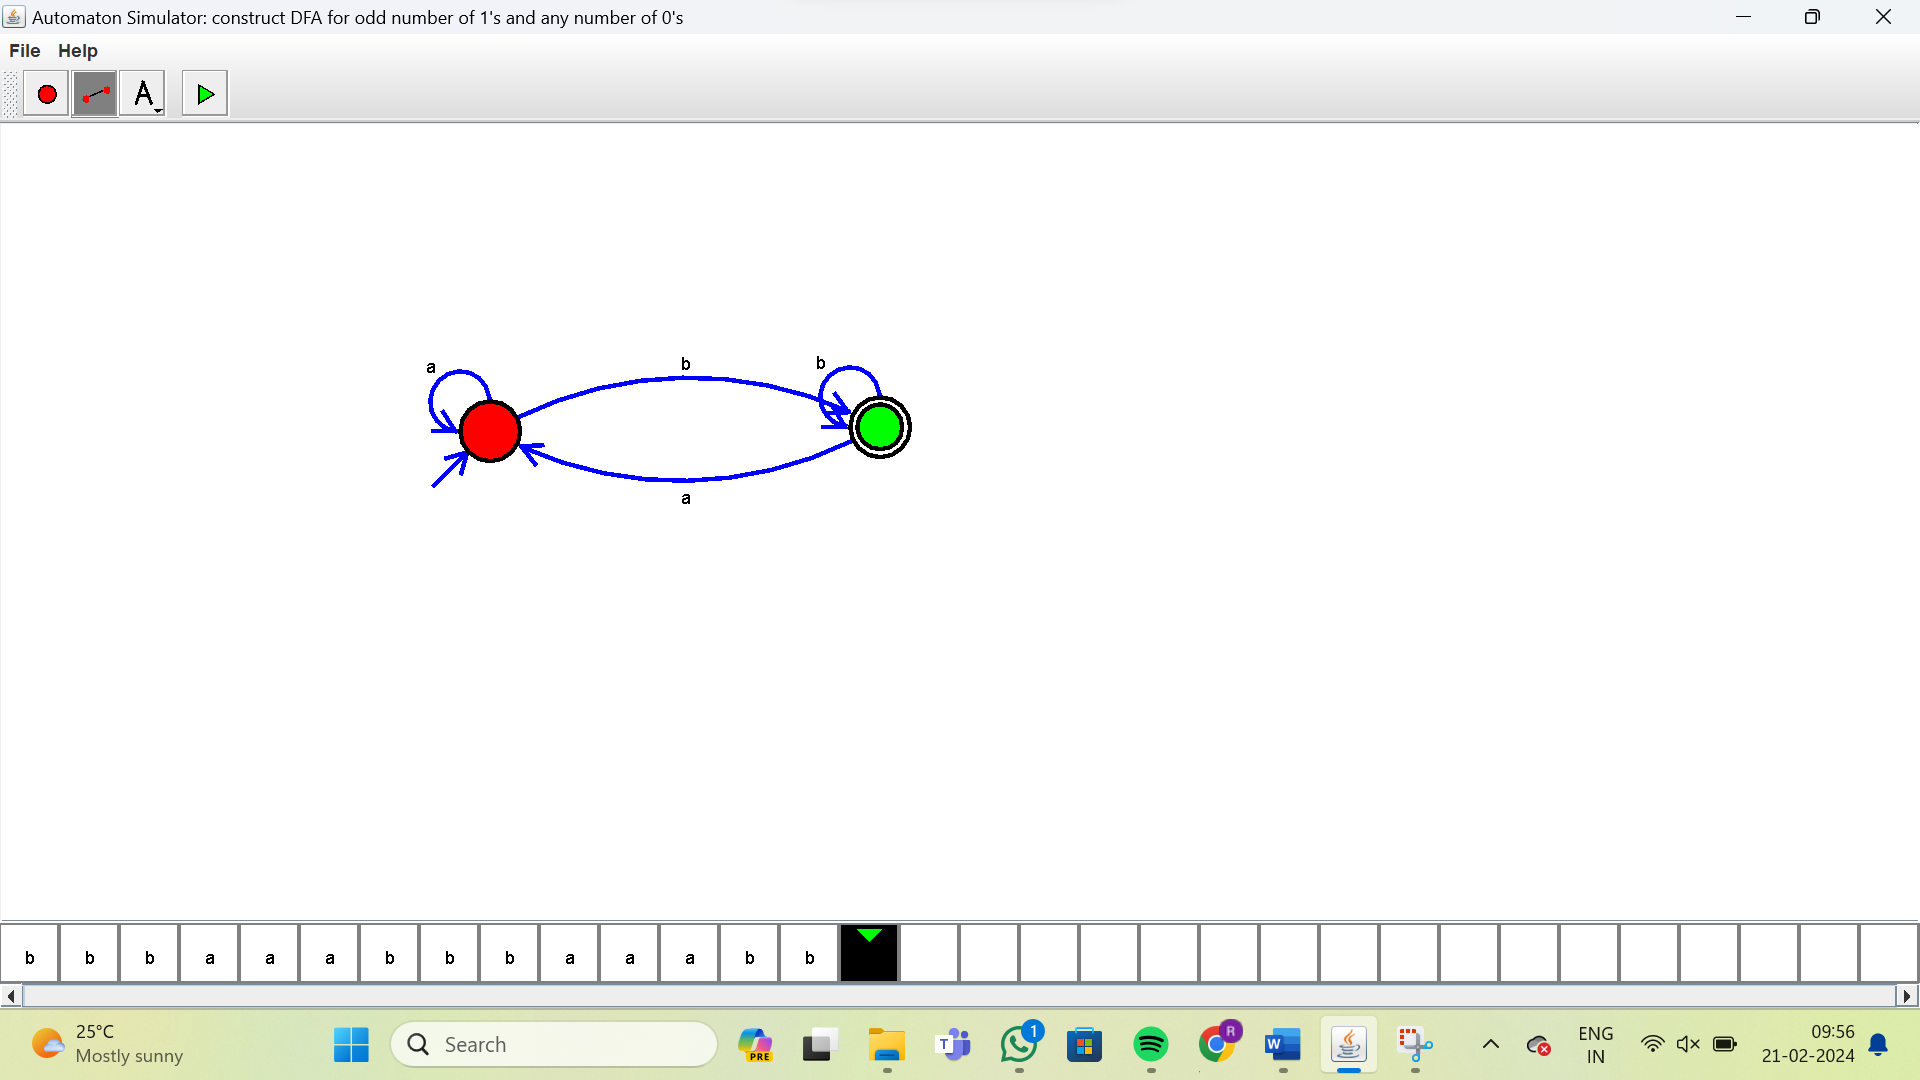 Automaton Simulator: construct DFA for odd number of 1's and any number of 0's
File Help
A
a
b
b
a
b b b a a a b b b a a a b b
25°C
Mostly sunny
Search
PRE
T
1
R
W
ENG
IN
09:56
21-02-2024